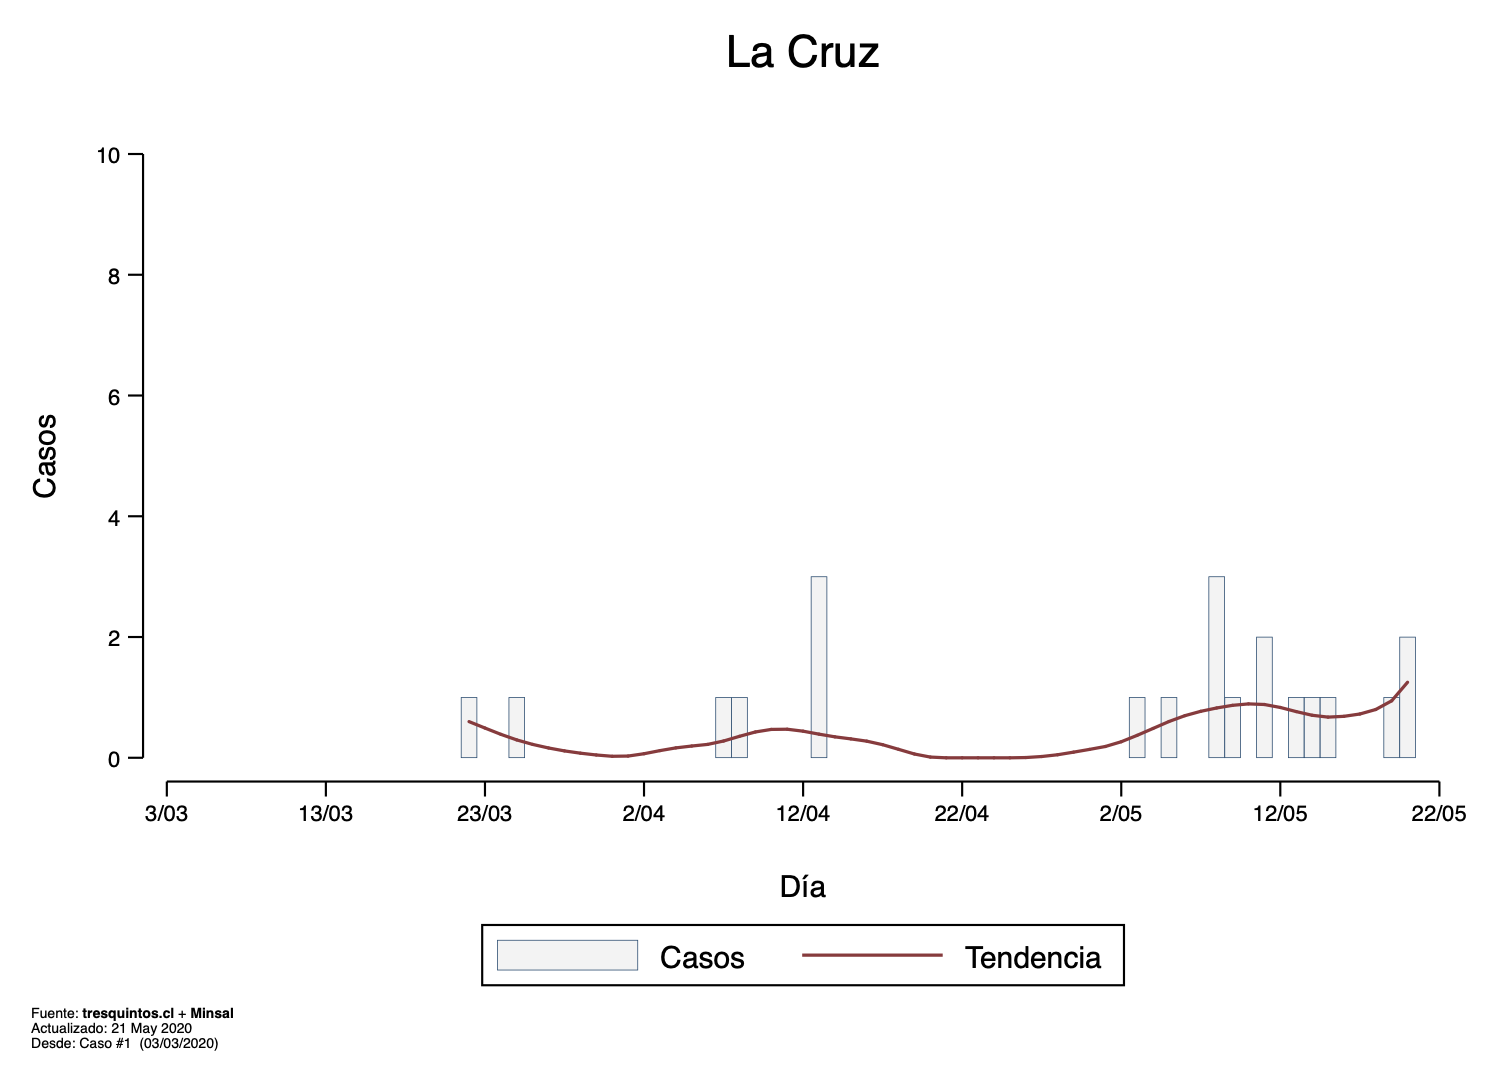 La Cruz
10
8
6
4
2
0
Casos
3/03 13/03 23/03 2/04 12/04 22/04 2/05 12/05 22/05
Día
Casos Tendencia
Fuente: tresquintos.cl + Minsal
Actualizado: 21 May 2020
Desde: Caso #1 (03/03/2020)